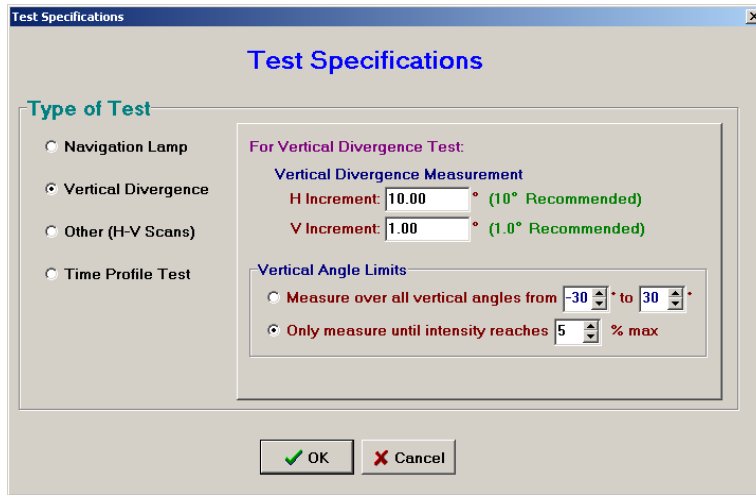 Test Specifications
Test Specifications
Type of Test
Navigation Lamp
Vertical Divergence
Other (H-V Scans)
Time Profile Test
For Vertical Divergence Test:
Vertical Divergence Measurement
H Increment: 10.00 ° (10° Recommended)
V Increment: 1.00 ° (1.0° Recommended)
Vertical Angle Limits
Measure over all vertical angles from -30 ° to 30 °
Only measure until intensity reaches 5 % max
OK Cancel